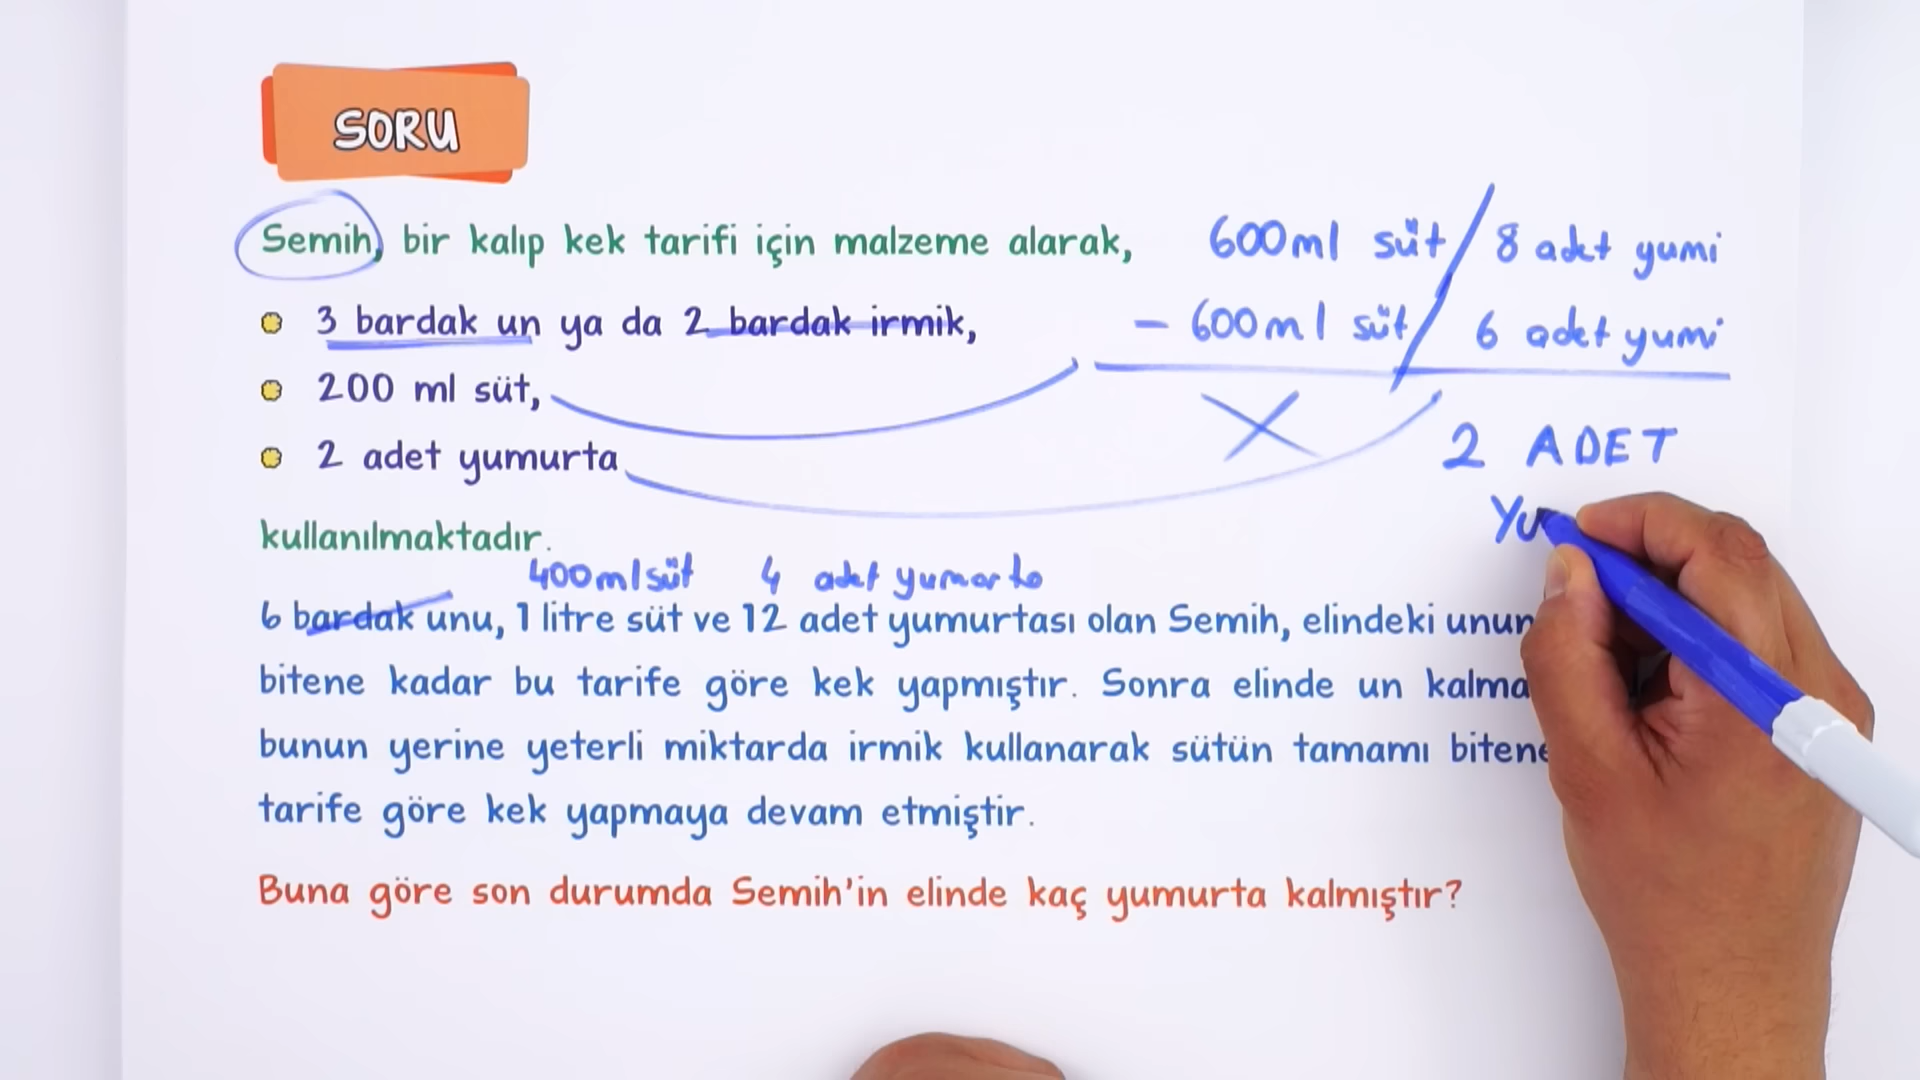 SORU
Semih, bir kalıp kek tarifi için malzeme alarak,
600ml süt / 8 adet yumi
3 bardak un ya da 2 bardak irmik,
- 600ml süt / 6 adet yumi
200 ml süt,
2 adet yumurta
2 ADET
Yu
kullanılmaktadır.
400ml süt 4 adet yumurta
6 bardak unu, 1 litre süt ve 12 adet yumurtası olan Semih, elindeki unun
bitene kadar bu tarife göre kek yapmıştır. Sonra elinde un kalma
bunun yerine yeterli miktarda irmik kullanarak sütün tamamı bitene
tarife göre kek yapmaya devam etmiştir.
Buna göre son durumda Semih'in elinde kaç yumurta kalmıştır?